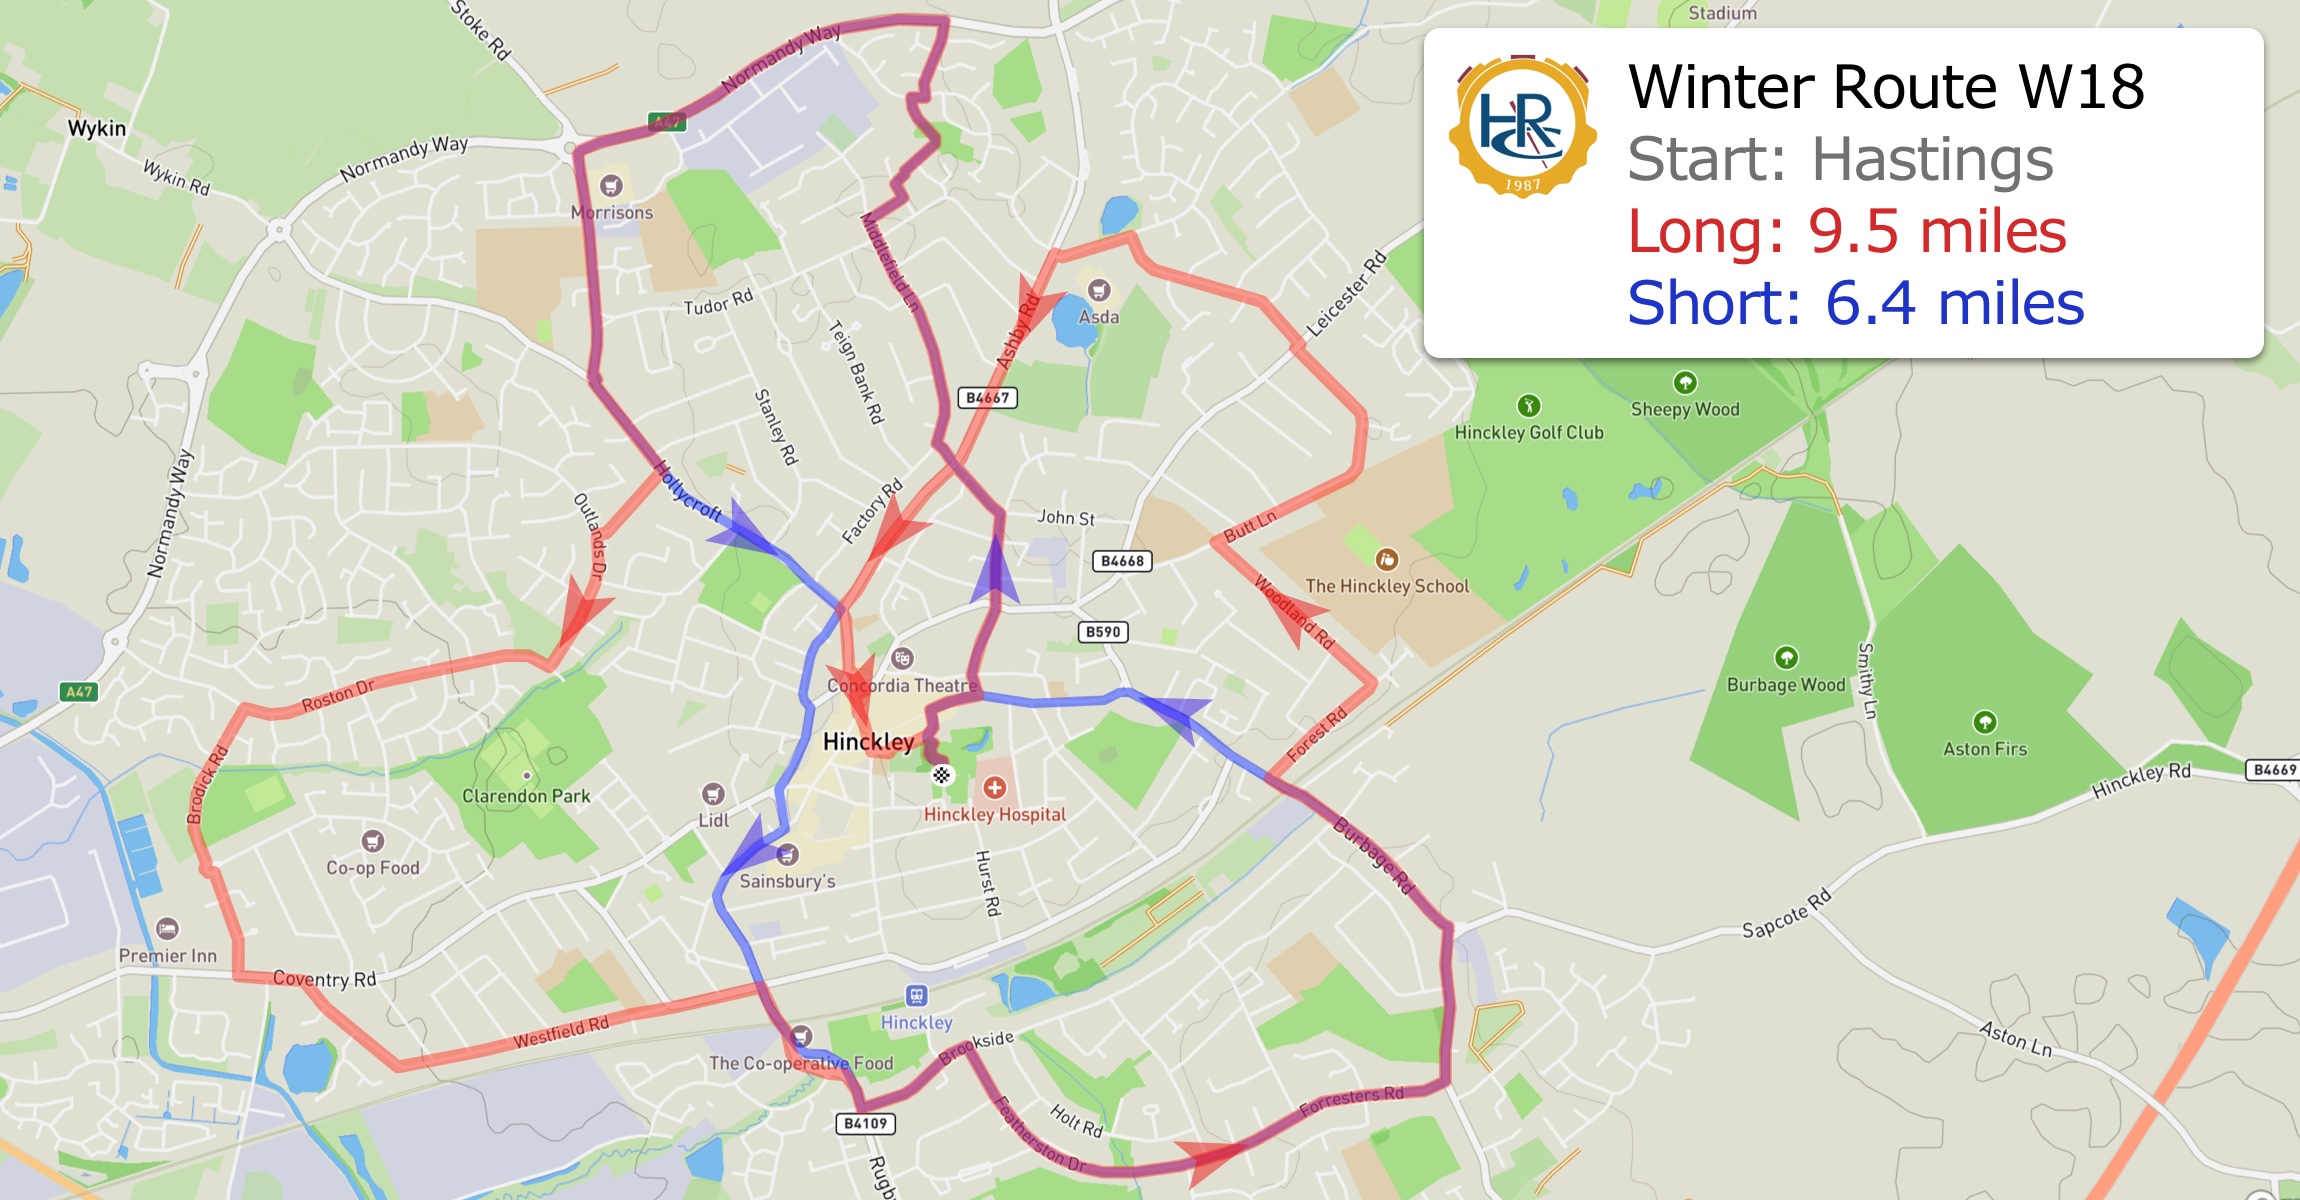 Stadium
Stoke Rd
Winter Route W18
Start: Hastings
Long: 9.5 miles
Short: 6.4 miles
HR
1987
Normandy Way
A47
Wykin
Normandy Way
Wykin Rd
Morrisons
Middlefield Ln
Leicester Rd
Tudor Rd
Asda
Ashby Rd
Teign Bank Rd
B4667
Stanley Rd
Sheepy Wood
Hinckley Golf Club
Normandy Way
Hollycroft
Outlands Dr
Factory Rd
John St
Butt Ln
B4668
The Hinckley School
Woodland Rd
B590
Concordia Theatre
Burbage Wood
Smithy Ln
A47
Roston Dr
Hinckley
Forest Rd
Aston Firs
Hinckley Rd
B4669
Brodick Rd
Clarendon Park
Lidl
Hinckley Hospital
Co-op Food
Sainsbury's
Hurst Rd
Burbage Rd
Sapcote Rd
Premier Inn
Coventry Rd
Westfield Rd
Hinckley
Brookside
Aston Ln
The Co-operative Food
B4109
Featherston Dr
Holt Rd
Forresters Rd
Rugb